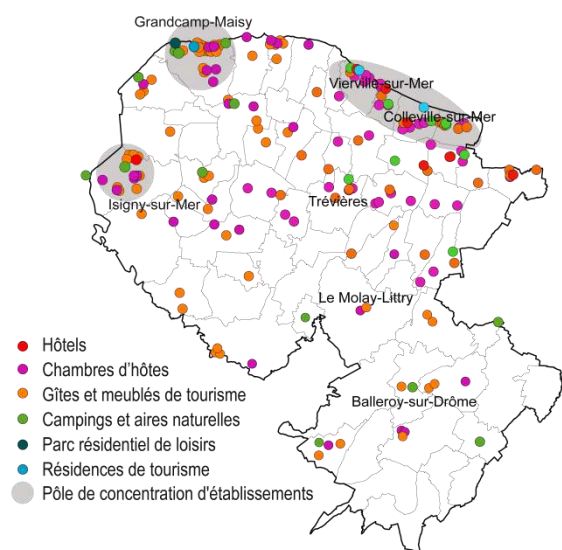 Grandcamp-Maisy
Vierville-sur-Mer
Colleville-sur-Mer
Isigny-sur-Mer
Trévières
Le Molay-Littry
Balleroy-sur-Drôme
Hôtels
Chambres d'hôtes
Gîtes et meublés de tourisme
Campings et aires naturelles
Parc résidentiel de loisirs
Résidences de tourisme
Pôle de concentration d'établissements